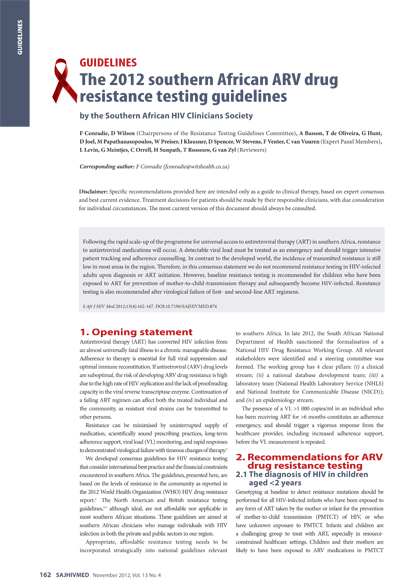 GUIDELINES
GUIDELINES
The 2012 southern African ARV drug
resistance testing guidelines
by the Southern African HIV Clinicians Society
F Conradie, D Wilson (Chairpersons of the Resistance Testing Guidelines Committee), A Basson, T de Oliveira, G Hunt,
D Joel, M Papathanasopoulos, W Preiser, J Klausner, D Spencer, W Stevens, F Venter, C van Vuuren (Expert Panel Members),
L Levin, G Meintjes, C Orrell, H Sunpath, T Rossouw, G van Zyl (Reviewers)
Corresponding author: F Conradie (fconradie@witshealth.co.za)
Disclaimer: Specific recommendations provided here are intended only as a guide to clinical therapy, based on expert consensus
and best current evidence. Treatment decisions for patients should be made by their responsible clinicians, with due consideration
for individual circumstances. The most current version of this document should always be consulted.
Following the rapid scale-up of the programme for universal access to antiretroviral therapy (ART) in southern Africa, resistance
to antiretroviral medications will occur. A detectable viral load must be treated as an emergency and should trigger intensive
patient tracking and adherence counselling. In contrast to the developed world, the incidence of transmitted resistance is still
low in most areas in the region. Therefore, in this consensus statement we do not recommend resistance testing in HIV-infected
adults upon diagnosis or ART initiation. However, baseline resistance testing is recommended for children who have been
exposed to ART for prevention of mother-to-child-transmission therapy and subsequently become HIV-infected. Resistance
testing is also recommended after virological failure of first- and second-line ART regimens.
S Afr J HIV Med 2012;13(4):162-167. DOI:10.7196/SAJHIVMED.874
1. Opening statement
Antiretroviral therapy (ART) has converted HIV infection from
an almost universally fatal illness to a chronic manageable disease.
Adherence to therapy is essential for full viral suppression and
optimal immune reconstitution. If antiretroviral (ARV) drug levels
are suboptimal, the risk of developing ARV drug resistance is high
due to the high rate of HIV replication and the lack of proofreading
capacity in the viral reverse transcriptase enzyme. Continuation of
a failing ART regimen can affect both the treated individual and
the community, as resistant viral strains can be transmitted to
other persons.
Resistance can be minimised by uninterrupted supply of
medication, scientifically sound prescribing practices, long-term
adherence support, viral load (VL) monitoring, and rapid responses
to demonstrated virological failure with timeous changes of therapy.
We developed consensus guidelines for HIV resistance testing
that consider international best practice and the financial constraints
encountered in southern Africa. The guidelines, presented here, are
based on the levels of resistance to the community as reported in
the 2012 World Health Organization (WHO) HIV drug resistance
report. The North American and British resistance testing
guidelines, although ideal, are not affordable nor applicable in
most southern African situations. These guidelines are aimed at
southern African clinicians who manage individuals with HIV
infection in both the private and public sectors in our region.
Appropriate, affordable resistance testing needs to be
incorporated strategically into national guidelines relevant
to southern Africa. In late 2012, the South African National
Department of Health sanctioned the formalisation of a
National HIV Drug Resistance Working Group. All relevant
stakeholders were identified and a steering committee was
formed. The working group has 4 clear pillars: (i) a clinical
stream; (ii) a national database development team; (iii) a
laboratory team (National Health Laboratory Service (NHLS)
and National Institute for Communicable Disease (NICD));
and (iv) an epidemiology stream.
The presence of a VL >1 000 copies/ml in an individual who
has been receiving ART for >6 months constitutes an adherence
emergency, and should trigger a vigorous response from the
healthcare provider, including increased adherence support,
before the VL measurement is repeated.
2. Recommendations for ARV
drug resistance testing
2.1 The diagnosis of HIV in children
aged <2 years
Genotyping at baseline to detect resistance mutations should be
performed for all HIV-infected infants who have been exposed to
any form of ART taken by the mother or infant for the prevention
of mother-to-child transmission (PMTCT) of HIV, or who
have unknown exposure to PMTCT. Infants and children are
a challenging group to treat with ART, especially in resource-
constrained healthcare settings. Children and their mothers are
likely to have been exposed to ARV medications in PMTCT
162 SAJHIVMED November 2012, Vol. 13 No. 4